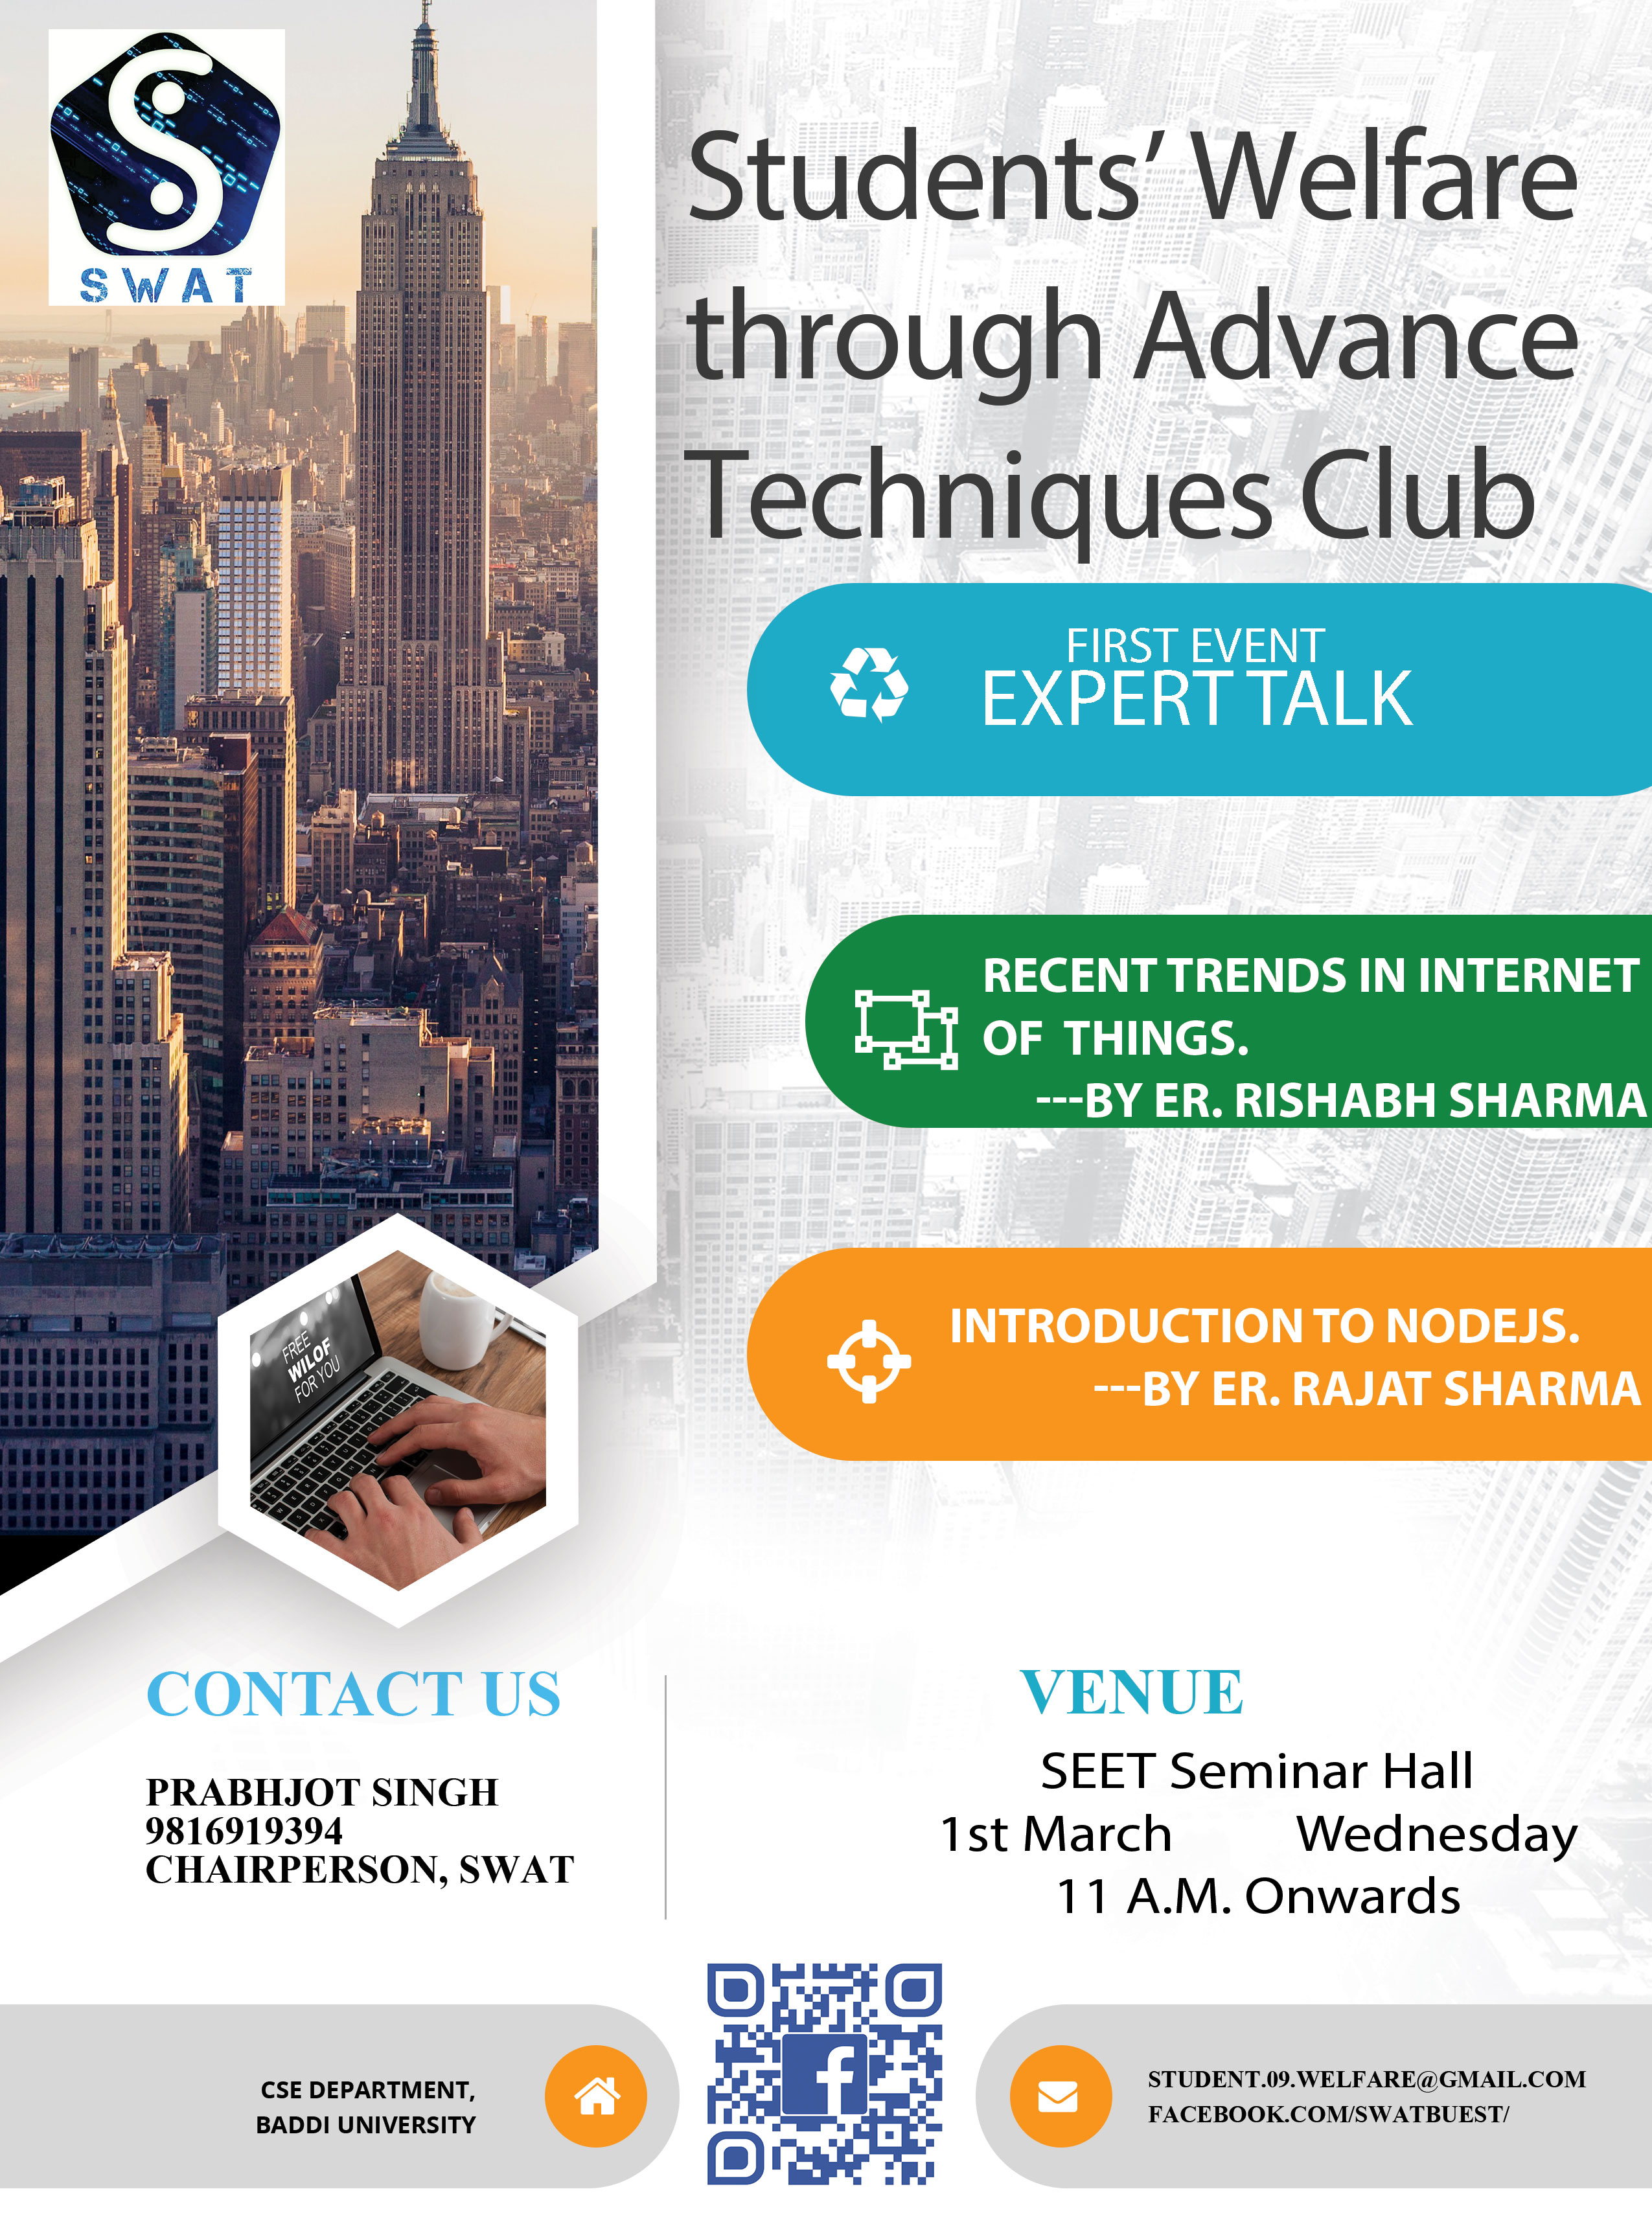 SWAT
Students’ Welfare
through Advance
Techniques Club
FIRST EVENT
EXPERT TALK
RECENT TRENDS IN INTERNET
OF THINGS.
---BY ER. RISHABH SHARMA
INTRODUCTION TO NODEJS.
---BY ER. RAJAT SHARMA
FREE
WILOF
FOR YOU
CONTACT US
PRABHJOT SINGH
9816919394
CHAIRPERSON, SWAT
VENUE
SEET Seminar Hall
1st March Wednesday
11 A.M. Onwards
CSE DEPARTMENT,
BADDI UNIVERSITY
STUDENT.09.WELFARE@GMAIL.COM
FACEBOOK.COM/SWATBUEST/